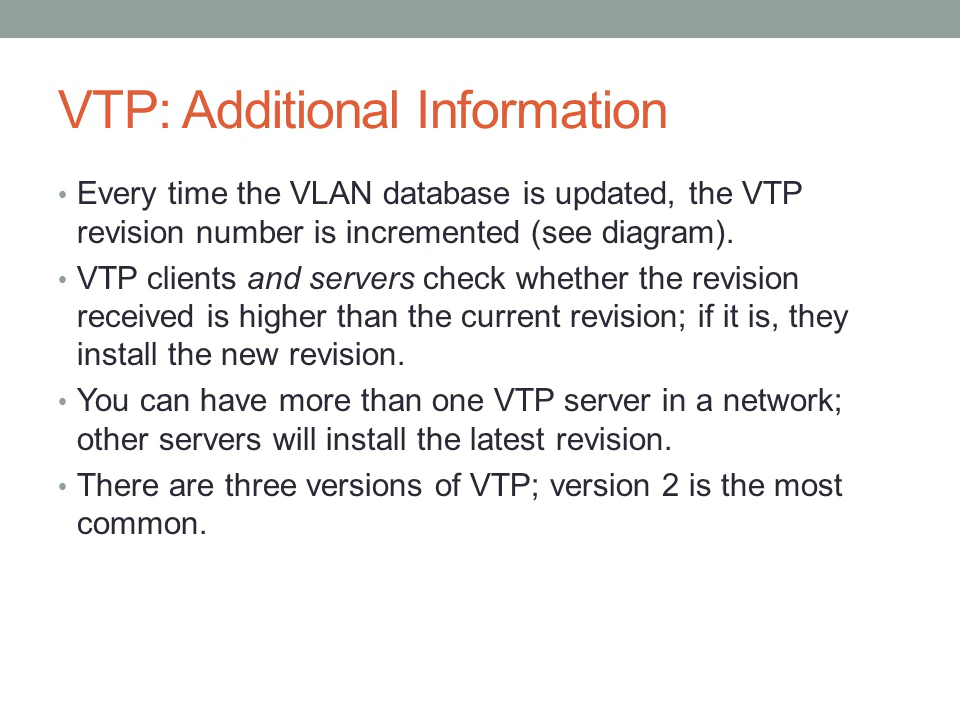 VTP: Additional Information
• Every time the VLAN database is updated, the VTP
revision number is incremented (see diagram).
• VTP clients and servers check whether the revision
received is higher than the current revision; if it is, they
install the new revision.
• You can have more than one VTP server in a network;
other servers will install the latest revision.
• There are three versions of VTP; version 2 is the most
common.